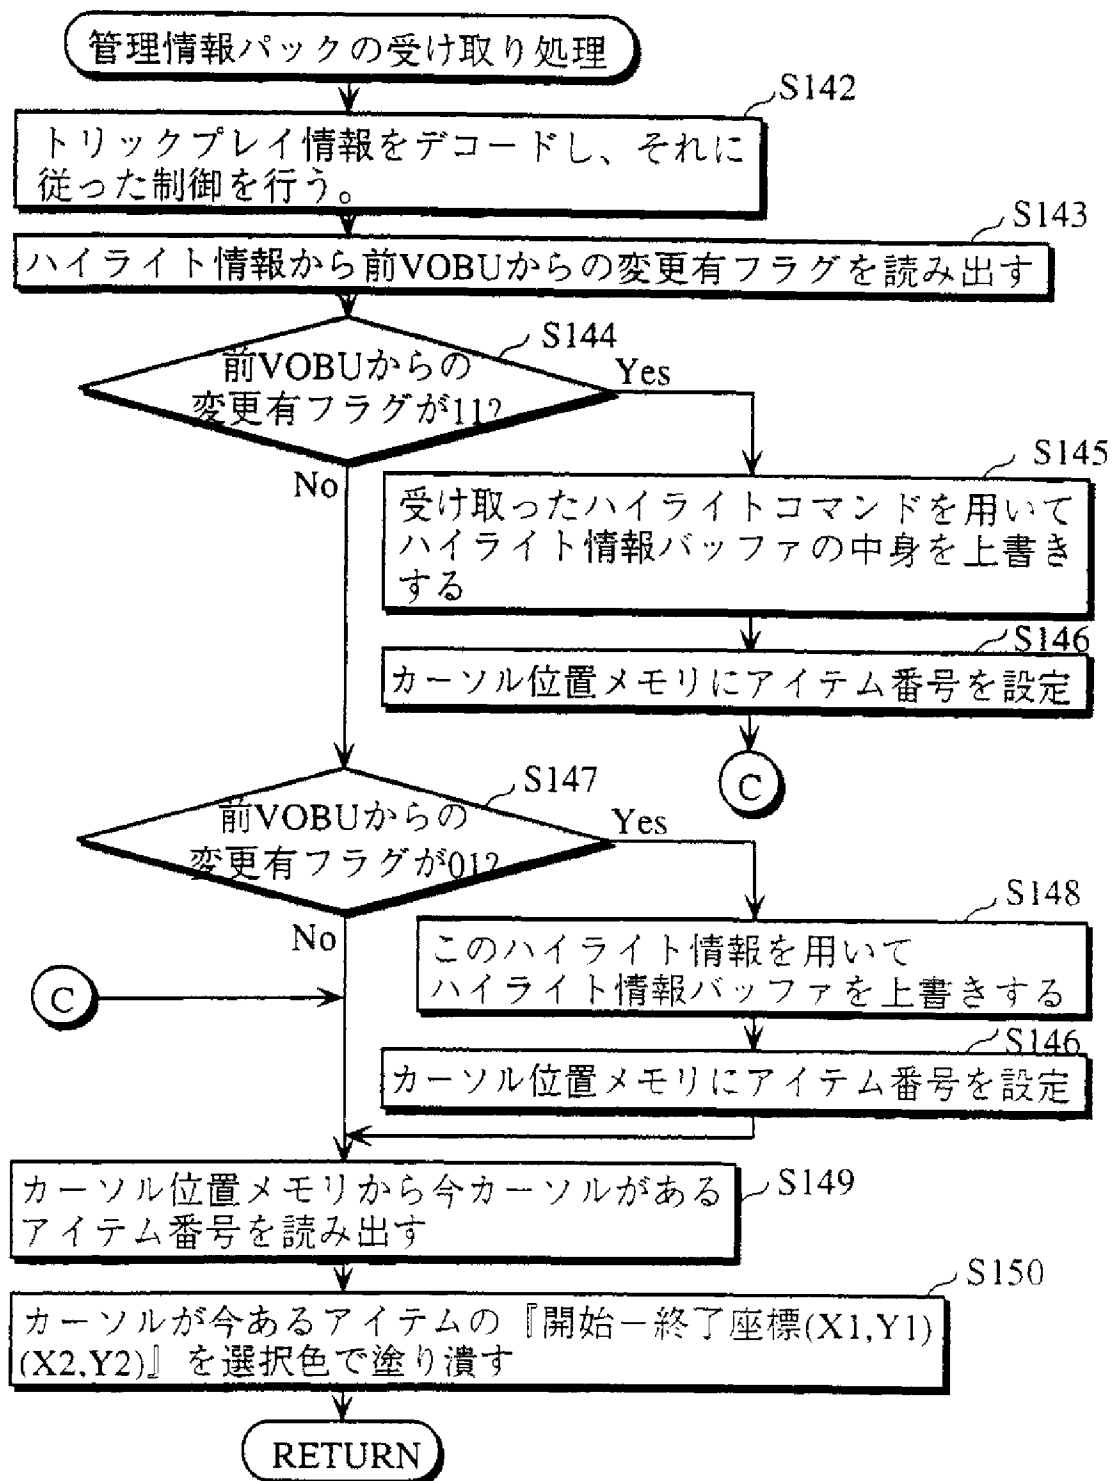 管理情報パックの受け取り処理
S142
トリックプレイ情報をデコードし、それに
従った制御を行う。
S143
ハイライト情報から前VOBUからの変更有フラグを読み出す
S144
前VOBUからの
変更有フラグが11?
Yes
No
S145
受け取ったハイライトコマンドを用いて
ハイライト情報バッファの中身を上書き
する
S146
カーソル位置メモリにアイテム番号を設定
C
S147
前VOBUからの
変更有フラグが01?
Yes
No
S148
このハイライト情報を用いて
ハイライト情報バッファを上書きする
C
S146
カーソル位置メモリにアイテム番号を設定
カーソル位置メモリから今カーソルがある
アイテム番号を読み出す
S149
S150
カーソルが今あるアイテムの『開始－終了座標(X1,Y1)
(X2,Y2)』を選択色で塗り潰す
RETURN